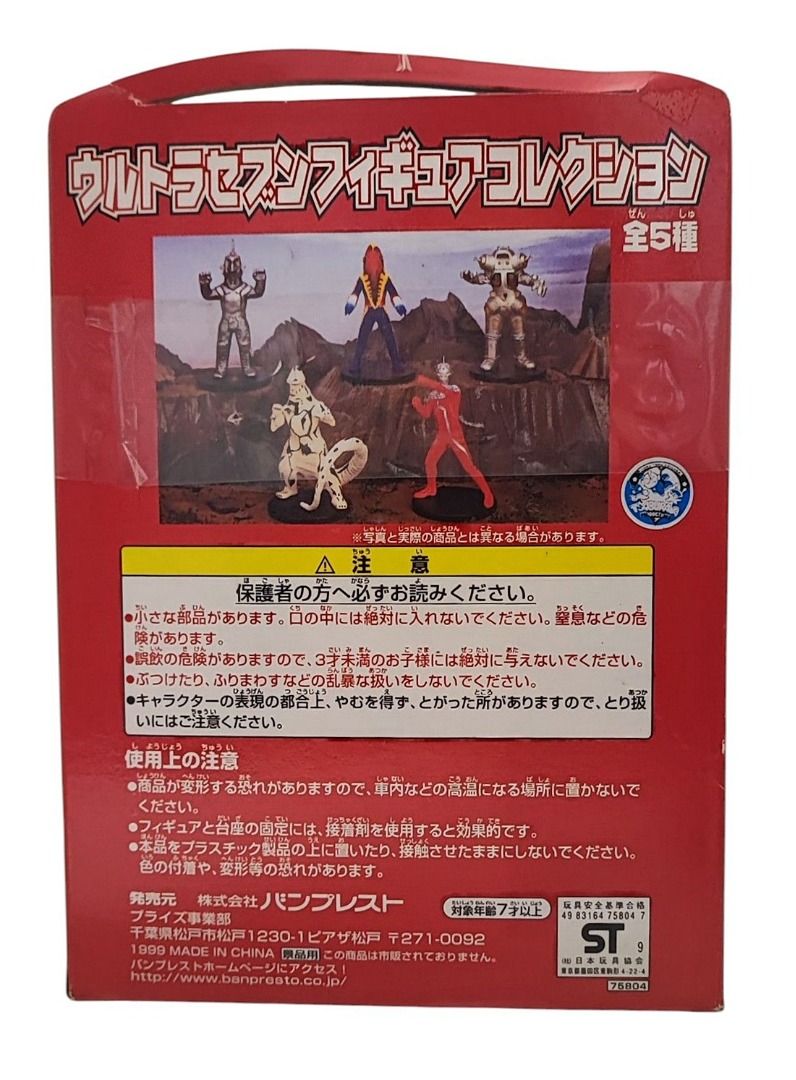 ウルトラセブンフィギュアコレクション
全5種
※写真と実際の商品とは異なる場合があります。
⚠注意
保護者の方へ必ずお読みください。
●小さな部品があります。口の中には絶対に入れないでください。窒息などの危
険があります。
●誤飲の危険がありますので、3才未満のお子様には絶対に与えないでください。
●ぶつけたり、ふりまわすなどの乱暴な扱いをしないでください。
●キャラクターの表現の都合上、やむを得ず、とがった所がありますので、とり扱
いにはご注意ください。
使用上の注意
●商品が変形する恐れがありますので、車内などの高温になる場所に置かないで
ください。
●フィギュアと台座の固定には、接着剤を使用すると効果的です。
●本品をプラスチック製品の上に置いたり、接触させたままにしないでください。
色の付着や、変形等の恐れがあります。
発売元 株式会社バンプレスト
プライズ事業部
千葉県松戸市松戸1230-1ピアザ松戸 〒271-0092
1999 MADE IN CHINA 景品用 この商品は市販されておりません。
バンプレストホームページにアクセス!
http://www.banpresto.co.jp/
対象年齢7才以上
玩具安全基準合格
49 83164 75804 7
ST 9
(社)日本玩具協会
東京都墨田区東駒形4-22-4
75804